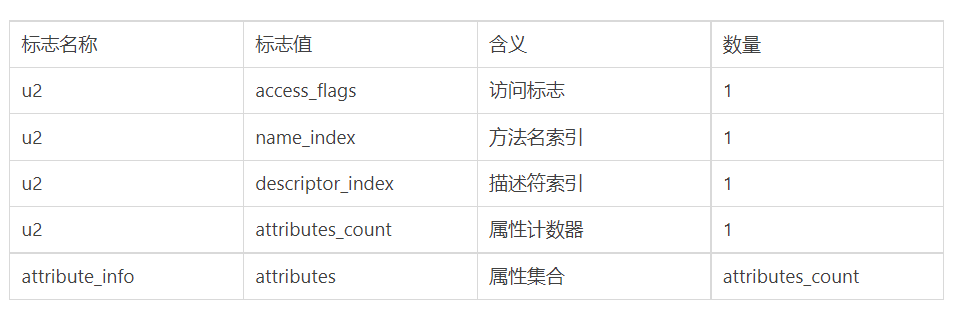 标志名称 标志值 含义 数量
u2 access_flags 访问标志 1
u2 name_index 方法名索引 1
u2 descriptor_index 描述符索引 1
u2 attributes_count 属性计数器 1
attribute_info attributes 属性集合 attributes_count